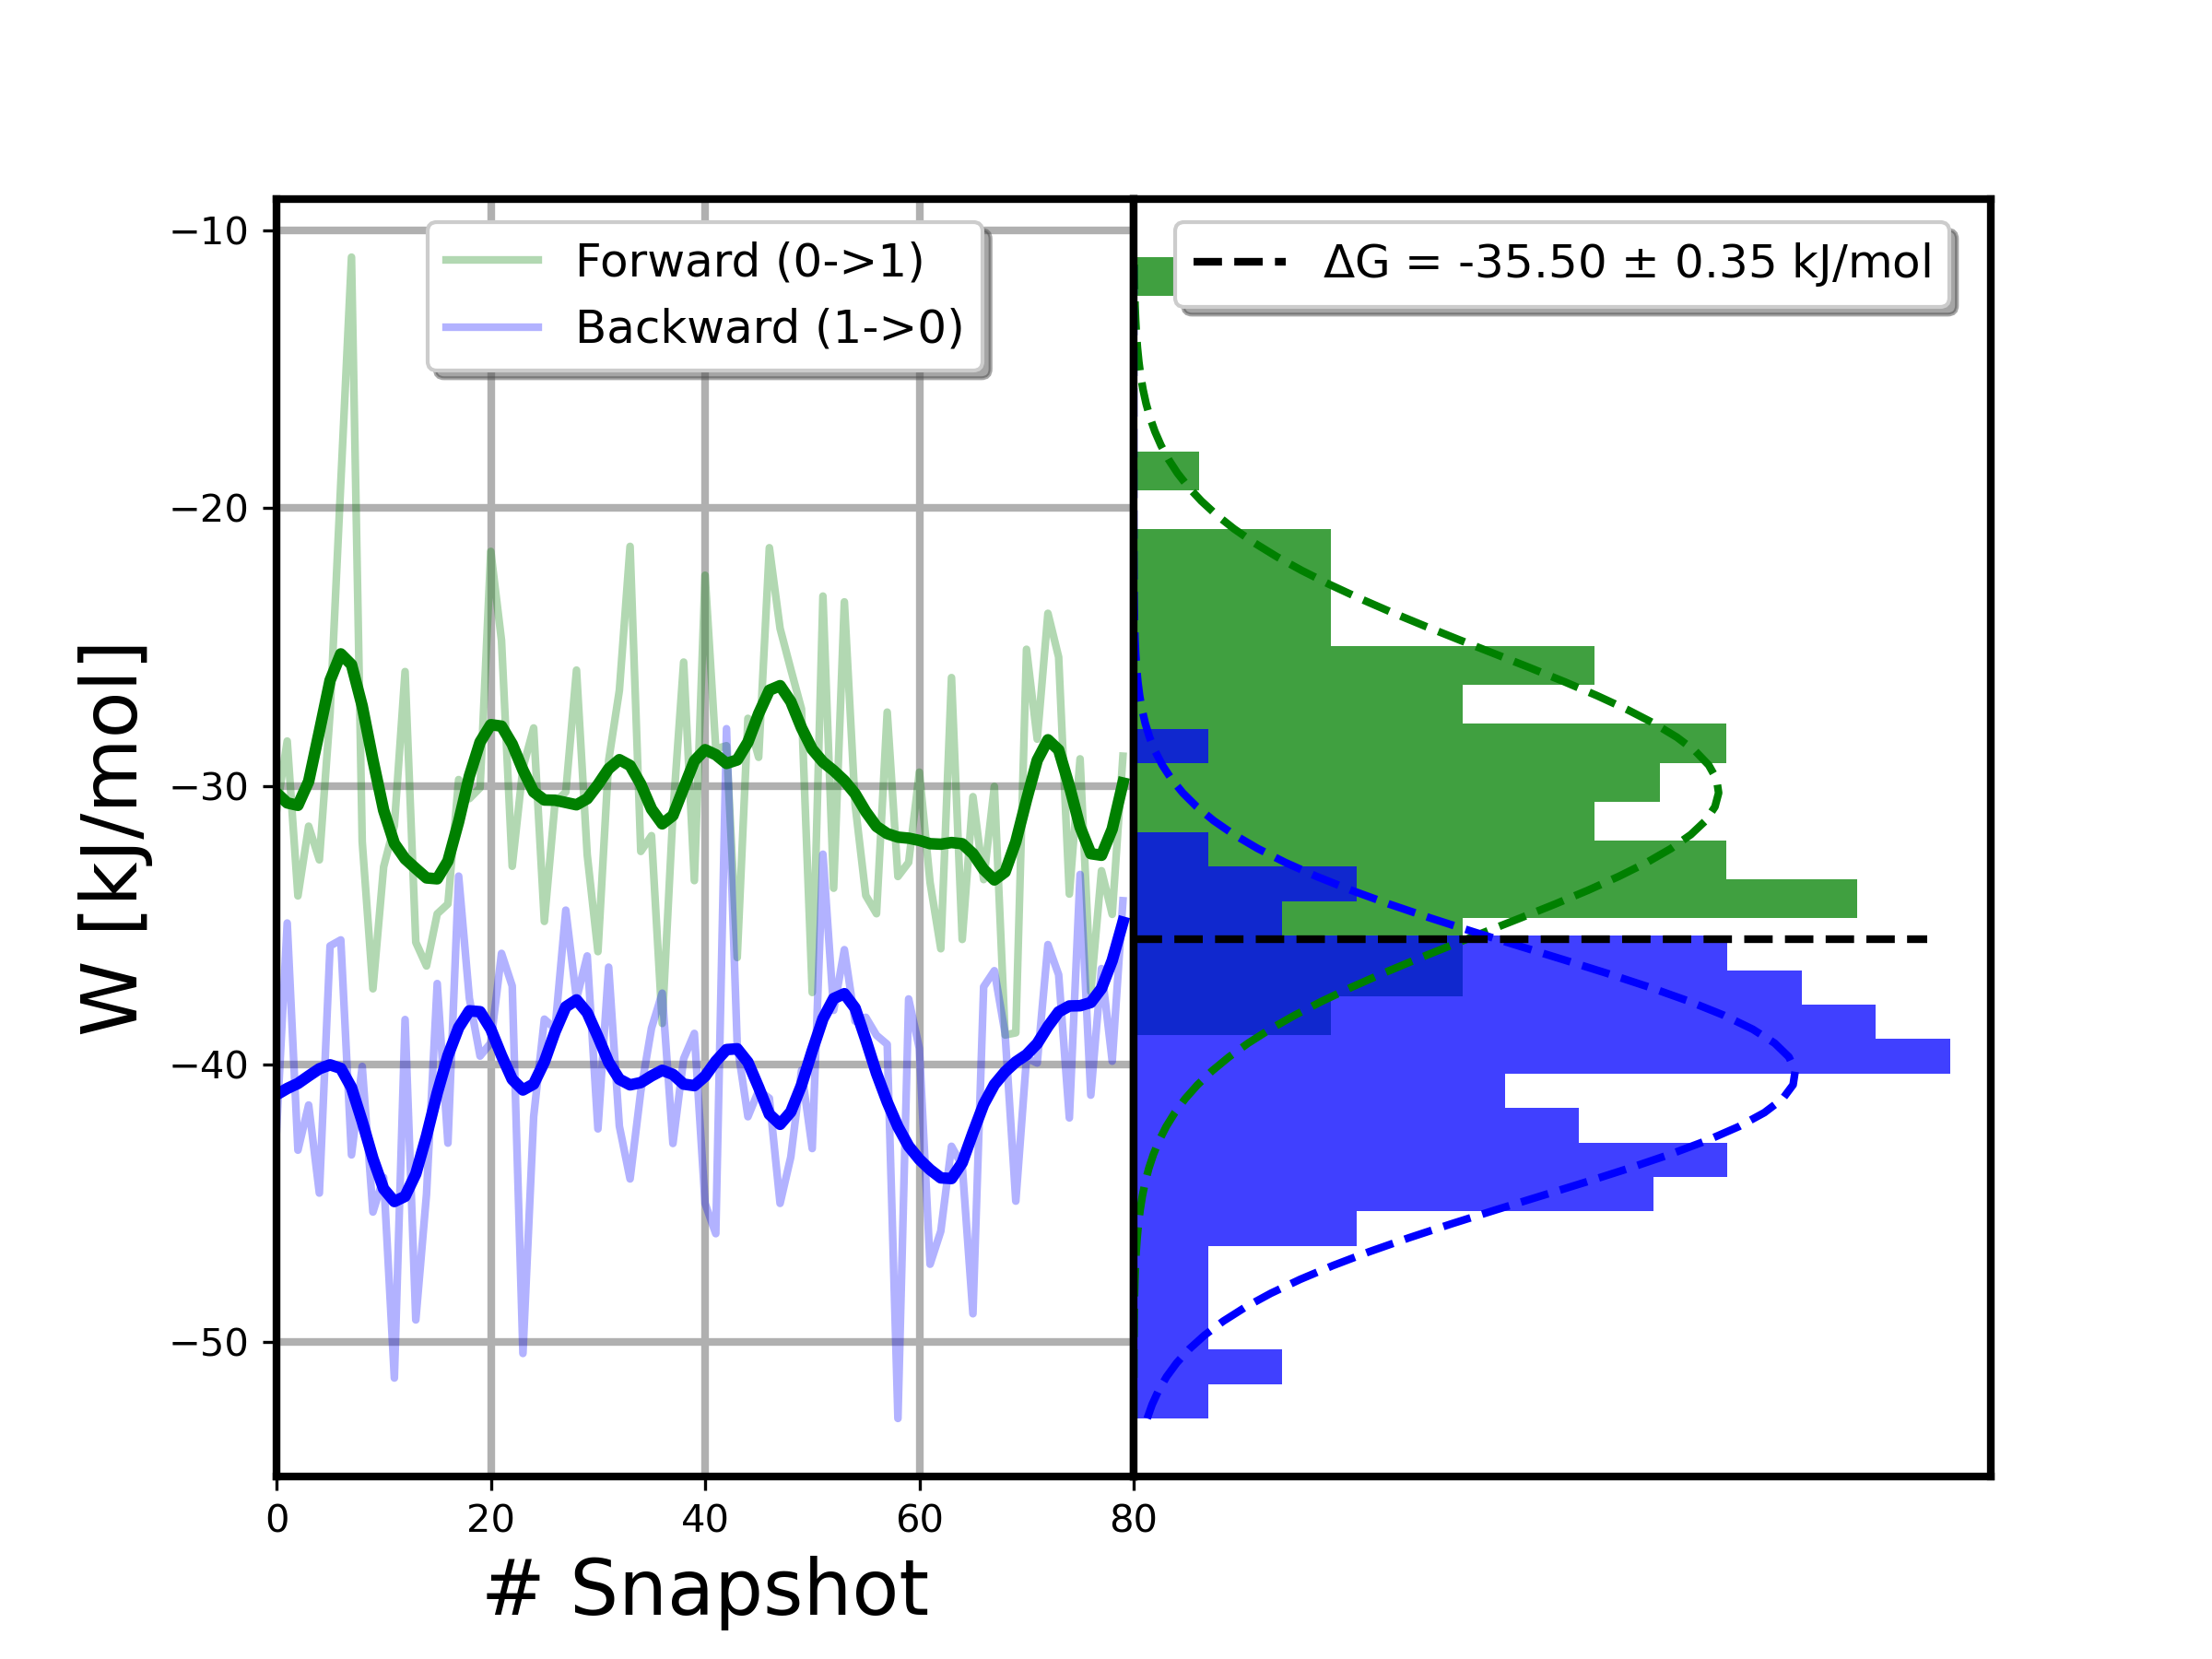 Forward (0->1)
Backward (1->0)
ΔG = -35.50 ± 0.35 kJ/mol
W [kJ/mol]
−10
−20
−30
−40
−50
0 20 40 60 80
# Snapshot